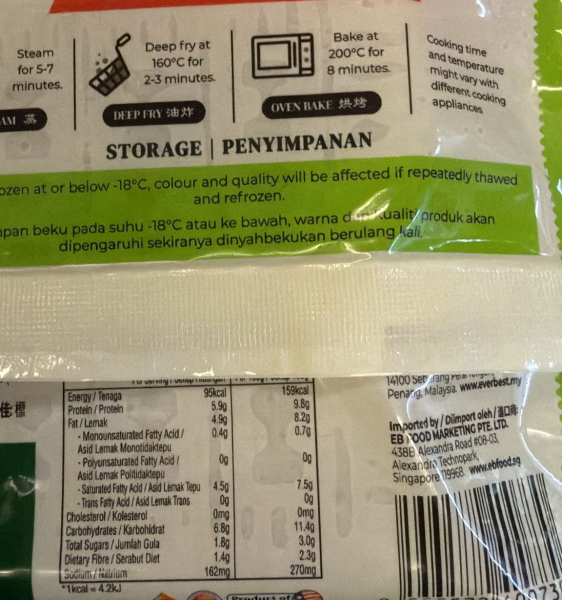 Steam
for 5-7
minutes.
AM 蒸
Deep fry at
160°C for
2-3 minutes.
DEEP FRY 油炸
Bake at
200°C for
8 minutes.
OVEN BAKE 烘烤
Cooking time
and temperature
might vary with
different cooking
appliances
STORAGE | PENYIMPANAN
ozen at or below -18°C, colour and quality will be affected if repeatedly thawed
and refrozen.
npan beku pada suhu -18°C atau ke bawah, warna dan kualiti produk akan
dipengaruhi sekiranya dinyahbekukan berulang kali.
佳標
Energy / Tenaga 95kcal 159kcal
Protein / Protein 5.9g 9.8g
Fat / Lemak 4.9g 8.2g
- Monounsaturated Fatty Acid / 0.4g 0.7g
Asid Lemak Monotidaktepu
- Polyunsaturated Fatty Acid / 0g 0g
Asid Lemak Politidaktepu
- Saturated Fatty Acid / Asid Lemak Tepu 4.5g 7.5g
- Trans Fatty Acid / Asid Lemak Trans 0g 0g
Cholesterol / Kolesterol 0mg 0mg
Carbohydrates / Karbohidrat 6.8g 11.4g
Total Sugars / Jumlah Gula 1.8g 3.0g
Dietary Fibre / Serabut Diet 1.4g 2.3g
Sodium / Natrium 162mg 270mg
*1kcal = 4.2kJ
Product of
14100 Seberang
Penang, Malaysia. www.everbest.my
Imported by / Diimport oleh / 進口商:
EB FOOD MARKETING PTE. LTD.
438B Alexandra Road #08-03,
Alexandra Technopark,
Singapore 119968 www.ebfood.sg